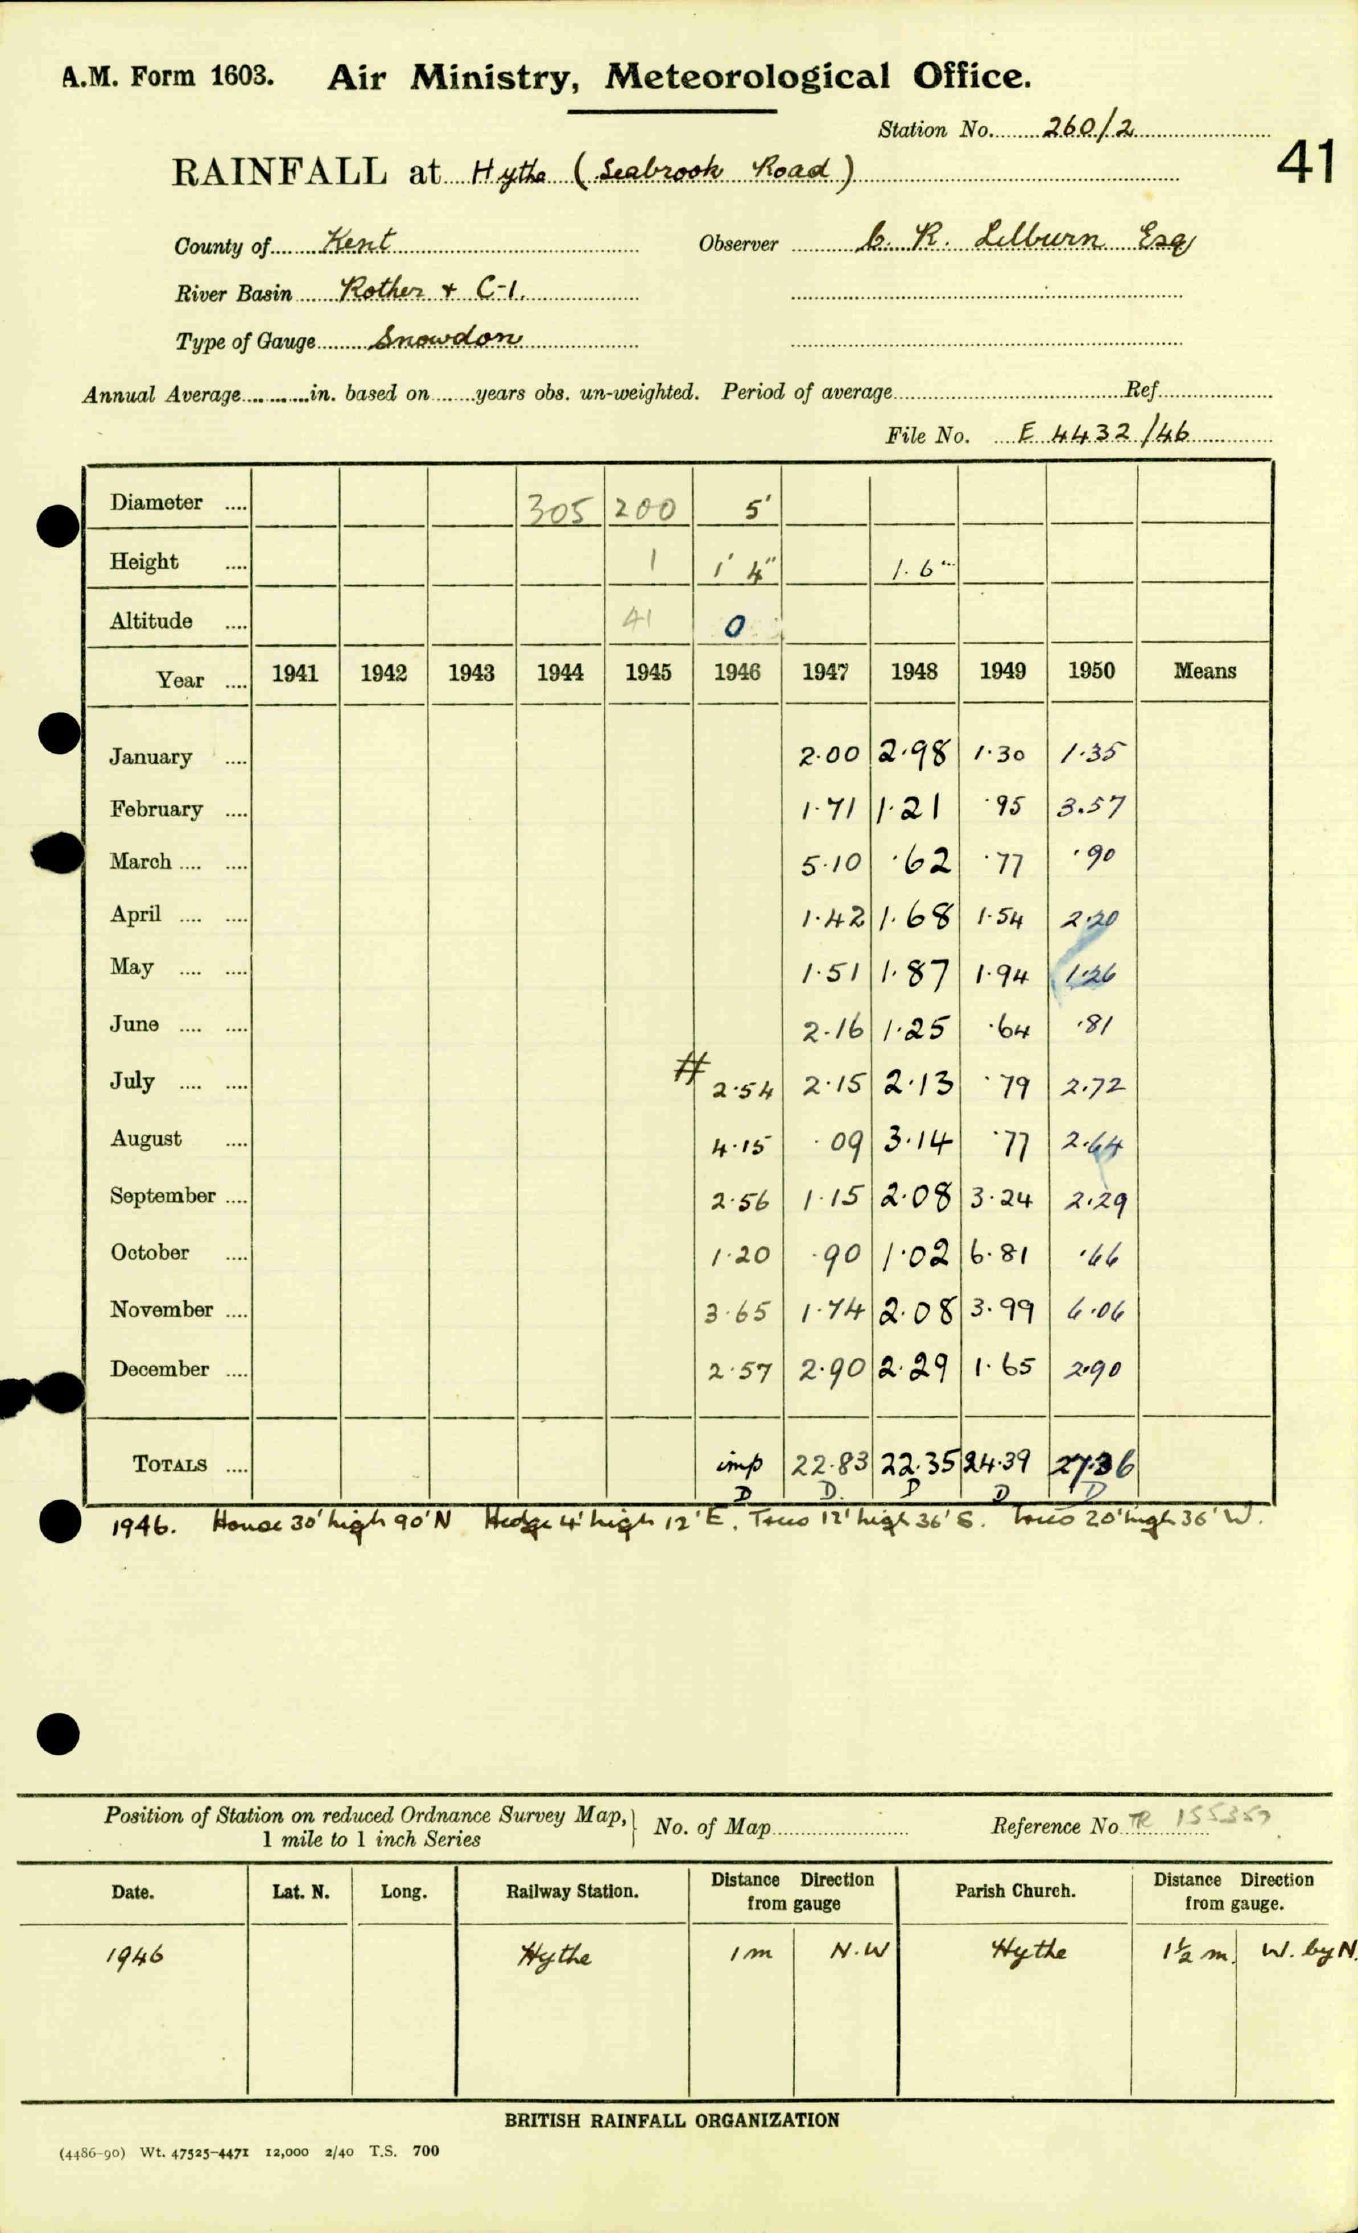 A.M. Form 1603. Air Ministry, Meteorological Office.
Station No. 260/2
41
RAINFALL at Hythe (Seabrook Road)
County of Kent Observer C. R. Lilburn Esq
River Basin Rother + C-1.
Type of Gauge Snowdon
Annual Average..........in. based on.......years obs. un-weighted. Period of average..........Ref..........
File No. E 4432/46
Diameter .... 305 200 5'
Height .... 1 1' 4" 1. 6"
Altitude .... 41 0
Year .... 1941 1942 1943 1944 1945 1946 1947 1948 1949 1950 Means
January .... 2.00 2.98 1.30 1.35
February .... 1.71 1.21 .95 3.57
March .... .... 5.10 .62 .77 .90
April .... .... 1.42 1.68 1.54 2.20
May .... .... 1.51 1.87 1.94 1.26
June .... .... 2.16 1.25 .64 .81
July .... .... # 2.54 2.15 2.13 .79 2.72
August .... 4.15 .09 3.14 .77 2.64
September .... 2.56 1.15 2.08 3.24 2.29
October .... 1.20 .90 1.02 6.81 .66
November .... 3.65 1.74 2.08 3.99 6.06
December .... 2.57 2.90 2.29 1.65 2.90
TOTALS .... imp 22.83 22.35 24.39 27.36
D D. D D D
1946. House 30' high 90' N Hedge 4' high 12' E. Trees 12' high 36' S. Trees 20' high 36' W.
Position of Station on reduced Ordnance Survey Map,
1 mile to 1 inch Series } No. of Map.......... Reference No. TR 155357
Date. Lat. N. Long. Railway Station. Distance Direction from gauge Parish Church. Distance Direction from gauge.
1946 Hythe 1 m N.W Hythe 1½ m. W. by N.
BRITISH RAINFALL ORGANIZATION
(4486-90) Wt. 47525-4471 12,000 2/40 T.S. 700